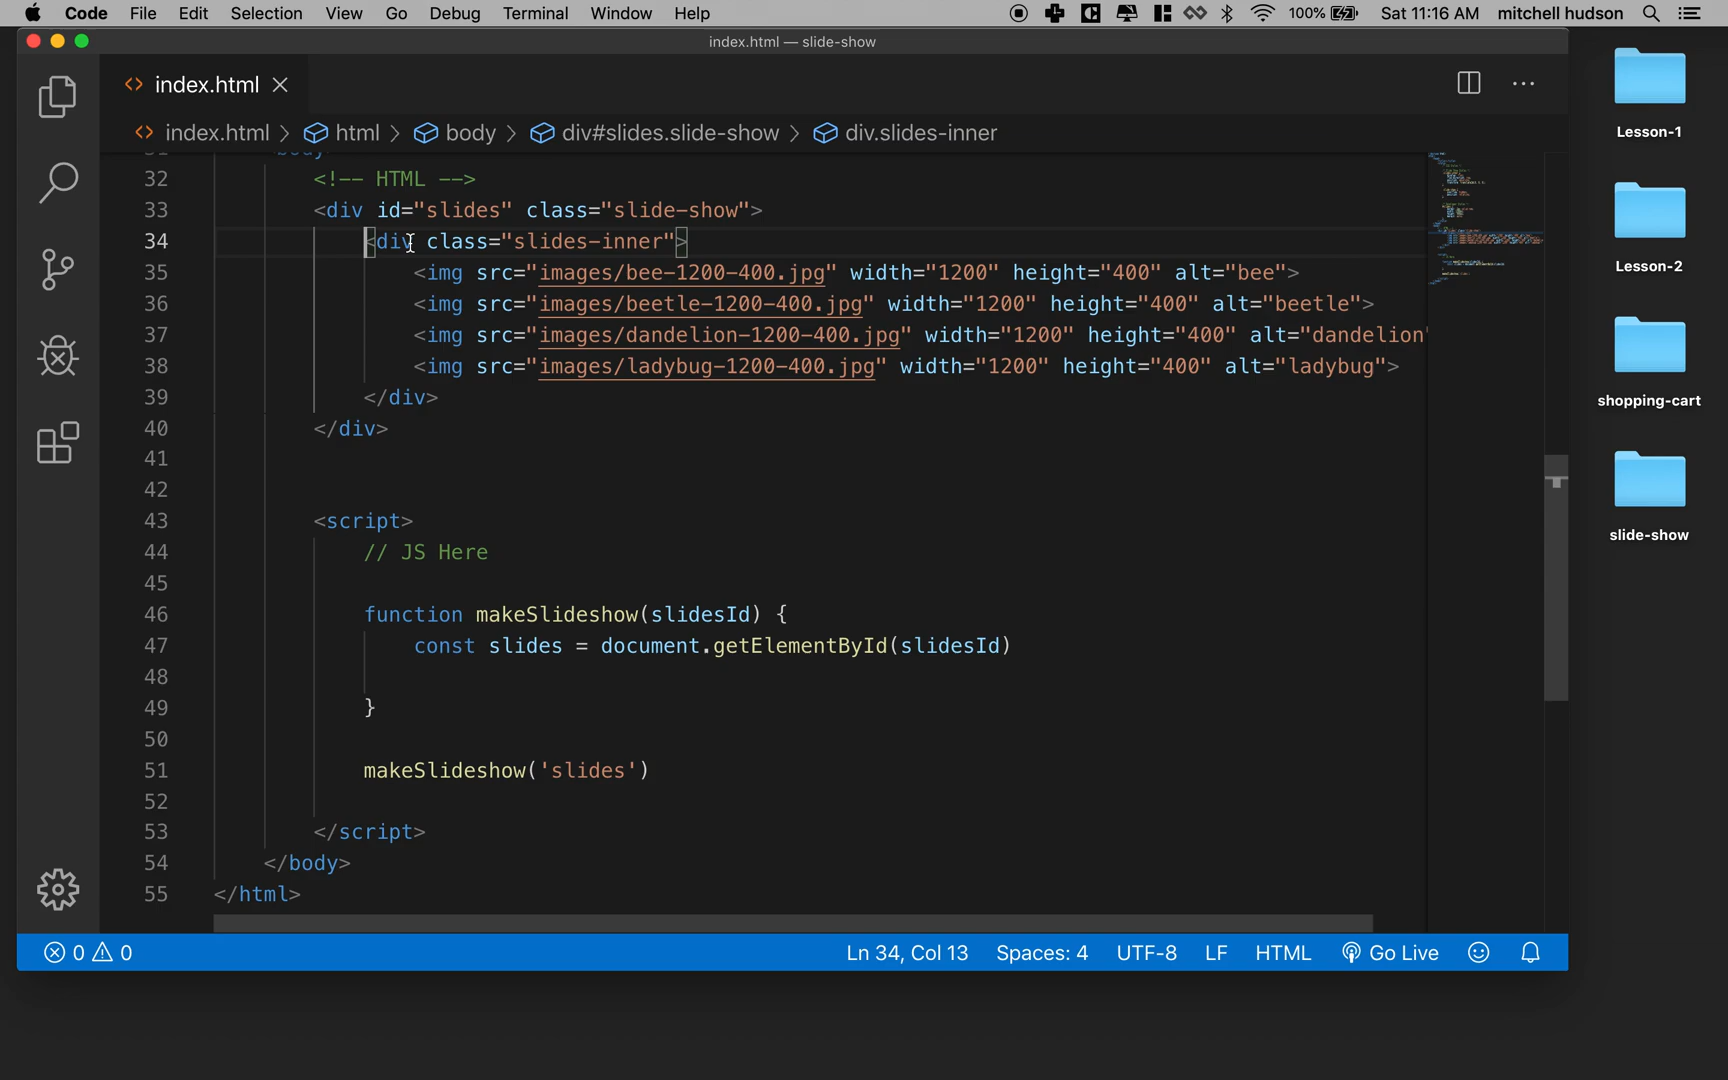 Code File Edit Selection View Go Debug Terminal Window Help 100% Sat 11:16 AM mitchell hudson
index.html — slide-show
index.html
index.html > html > body > div#slides.slide-show > div.slides-inner
32 <!-- HTML -->
33 <div id="slides" class="slide-show">
34 <div class="slides-inner">
35 <img src="images/bee-1200-400.jpg" width="1200" height="400" alt="bee">
36 <img src="images/beetle-1200-400.jpg" width="1200" height="400" alt="beetle">
37 <img src="images/dandelion-1200-400.jpg" width="1200" height="400" alt="dandelion"
38 <img src="images/ladybug-1200-400.jpg" width="1200" height="400" alt="ladybug">
39 </div>
40 </div>
41
42
43 <script>
44 // JS Here
45
46 function makeSlideshow(slidesId) {
47 const slides = document.getElementById(slidesId)
48
49 }
50
51 makeSlideshow('slides')
52
53 </script>
54 </body>
55 </html>
0 0 Ln 34, Col 13 Spaces: 4 UTF-8 LF HTML Go Live
Lesson-1
Lesson-2
shopping-cart
slide-show